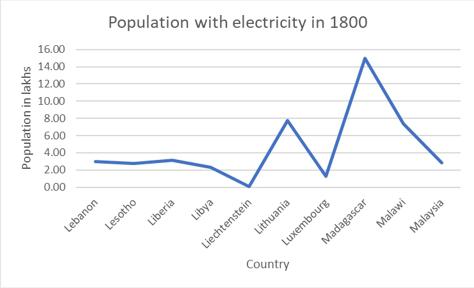 Population with electricity in 1800
Population in lakhs
16.00
14.00
12.00
10.00
8.00
6.00
4.00
2.00
0.00
Lebanon
Lesotho
Liberia
Libya
Liechtenstein
Lithuania
Luxembourg
Madagascar
Malawi
Malaysia
Country